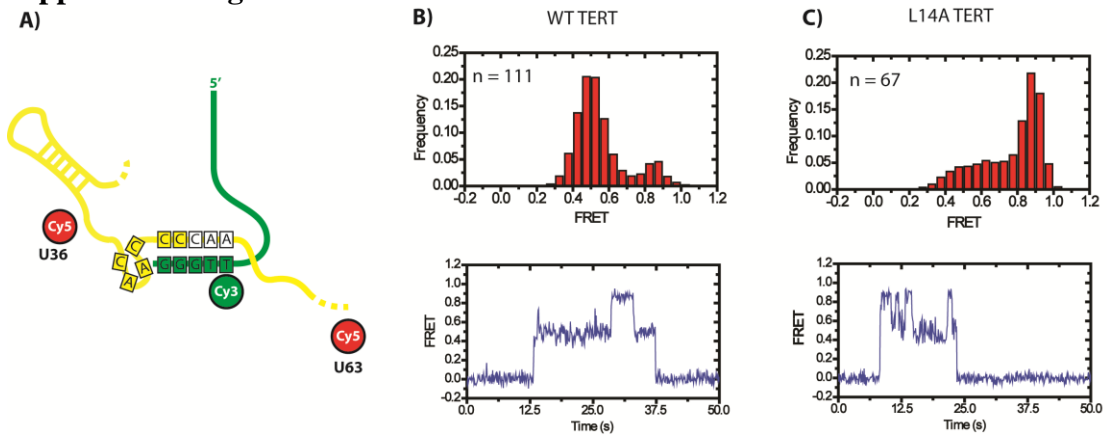 A)
5'
Cy5
U36
C C C C A A
C
A A G G G T T
Cy3
Cy5
U63
B)
WT TERT
n = 111
0.25
0.20
0.15
0.10
0.05
0.00
Frequency
-0.2 0.0 0.2 0.4 0.6 0.8 1.0 1.2
FRET
1.2
1.0
0.8
0.6
0.4
0.2
0.0
-0.2
FRET
0.0 12.5 25.0 37.5 50.0
Time (s)
C)
L14A TERT
n = 67
0.25
0.20
0.15
0.10
0.05
0.00
Frequency
-0.2 0.0 0.2 0.4 0.6 0.8 1.0 1.2
FRET
1.2
1.0
0.8
0.6
0.4
0.2
0.0
-0.2
FRET
0.0 12.5 25.0 37.5 50.0
Time (s)